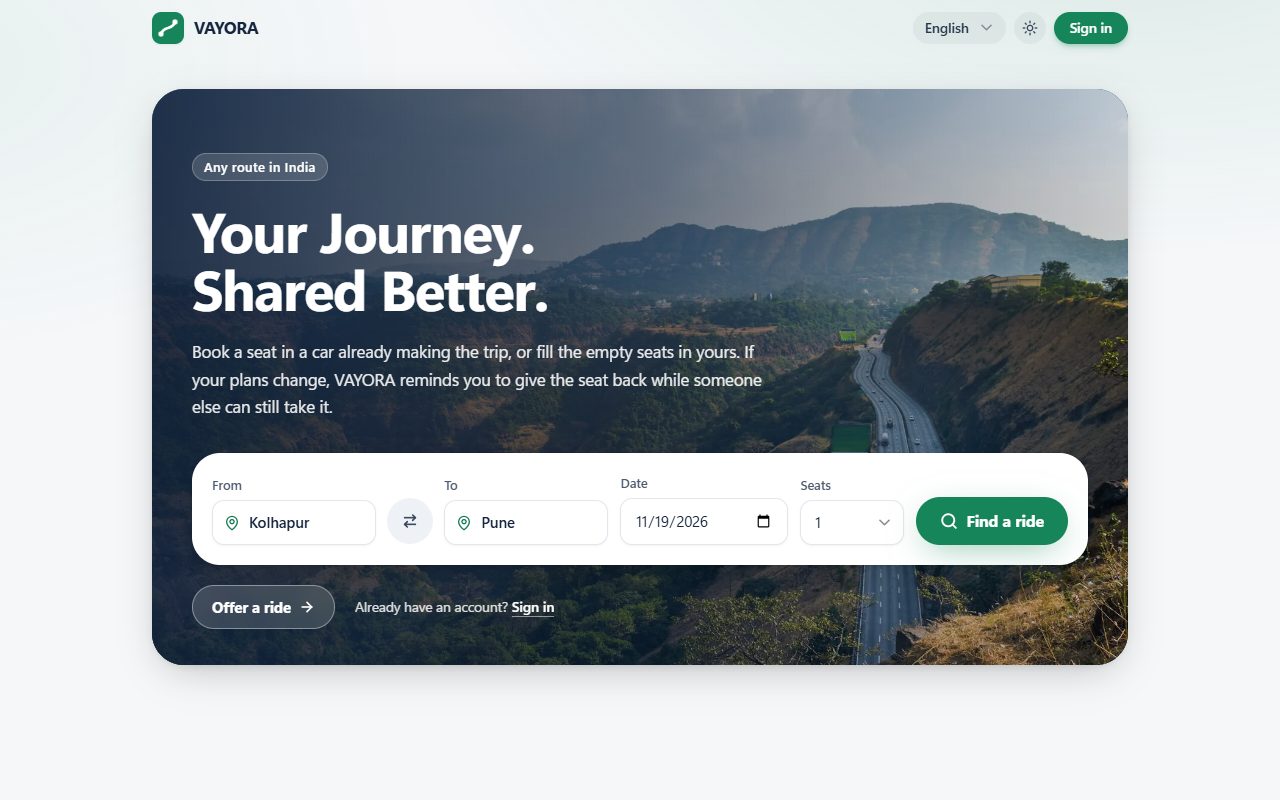 VAYORA
English
Sign in
Any route in India
Your Journey.
Shared Better.
Book a seat in a car already making the trip, or fill the empty seats in yours. If
your plans change, VAYORA reminds you to give the seat back while someone
else can still take it.
From
To
Date
Seats
Kolhapur
Pune
11/19/2026
1
Find a ride
Offer a ride
Already have an account? Sign in